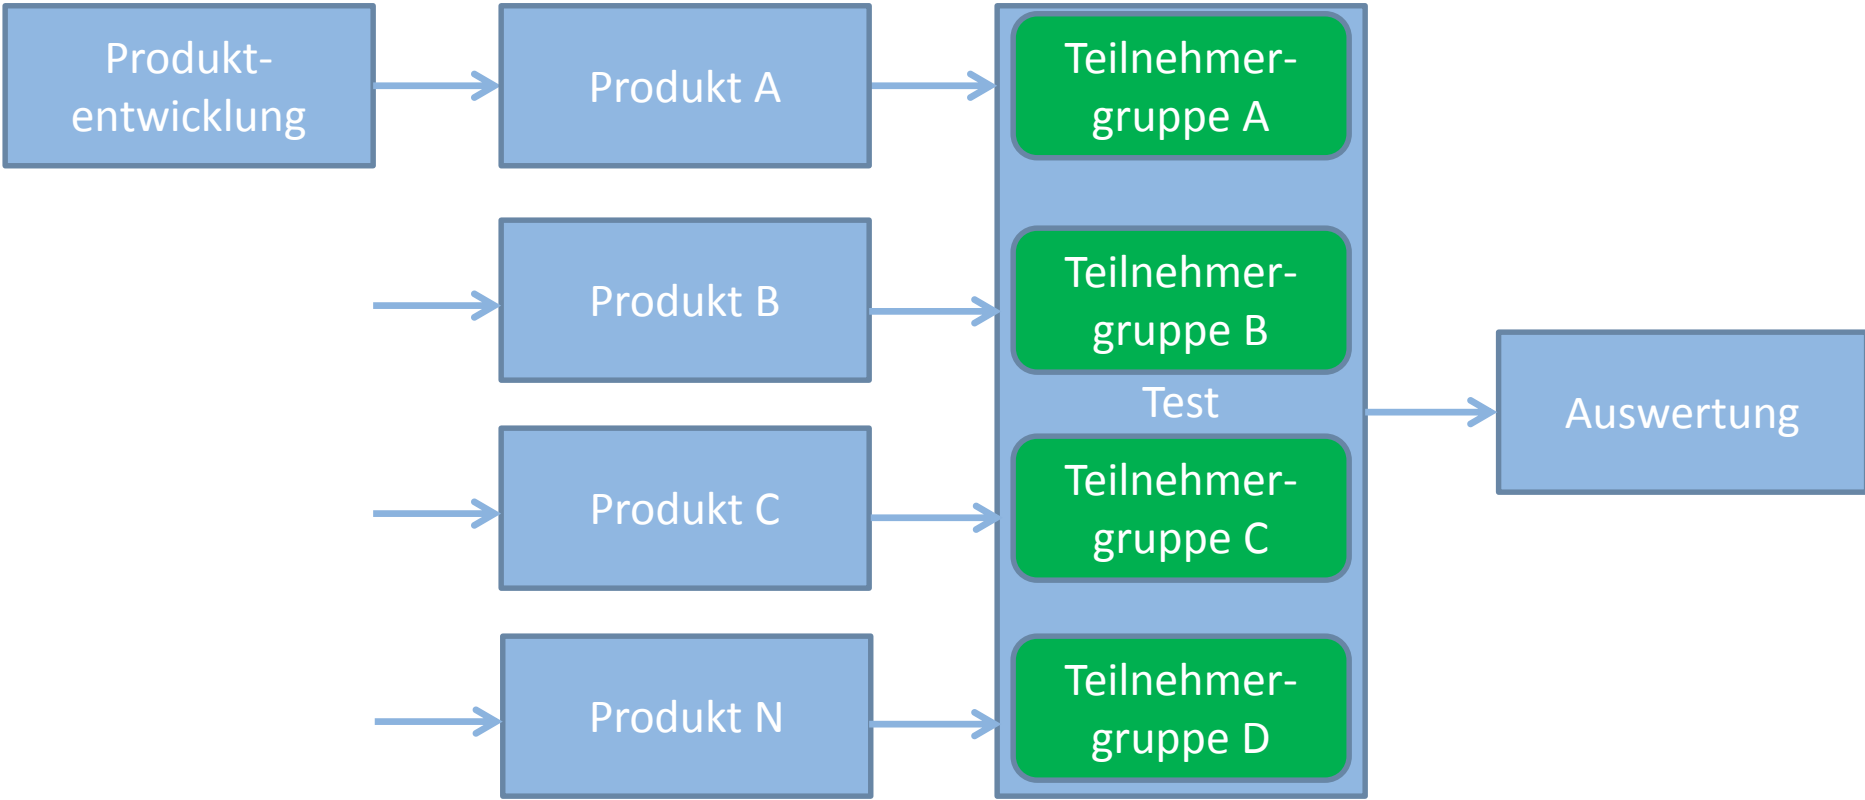 Produkt-
entwicklung
Produkt A
Teilnehmer-
gruppe A
Produkt B
Teilnehmer-
gruppe B
Test
Auswertung
Produkt C
Teilnehmer-
gruppe C
Produkt N
Teilnehmer-
gruppe D